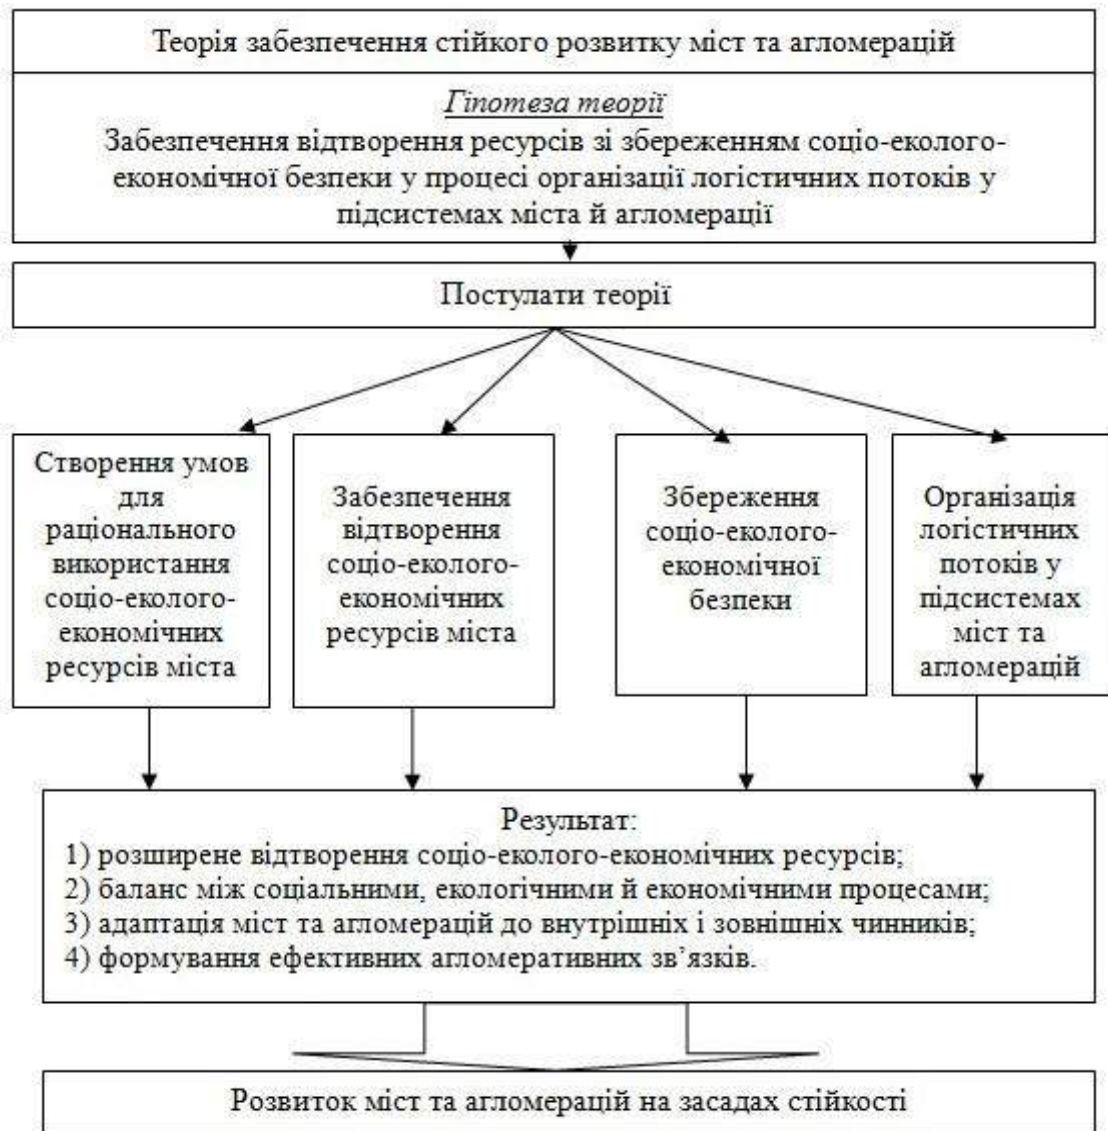 Теорія забезпечення стійкого розвитку міст та агломерацій
Гіпотеза теорії
Забезпечення відтворення ресурсів зі збереженням соціо-еколого-
економічної безпеки у процесі організації логістичних потоків у
підсистемах міста й агломерації
Постулати теорії
Створення умов
для
раціонального
використання
соціо-еколого-
економічних
ресурсів міста
Забезпечення
відтворення
соціо-еколого-
економічних
ресурсів міста
Збереження
соціо-еколого-
економічної
безпеки
Організація
логістичних
потоків у
підсистемах
міст та
агломерацій
Результат:
1) розширене відтворення соціо-еколого-економічних ресурсів;
2) баланс між соціальними, екологічними й економічними процесами;
3) адаптація міст та агломерацій до внутрішніх і зовнішніх чинників;
4) формування ефективних агломеративних зв’язків.
Розвиток міст та агломерацій на засадах стійкості